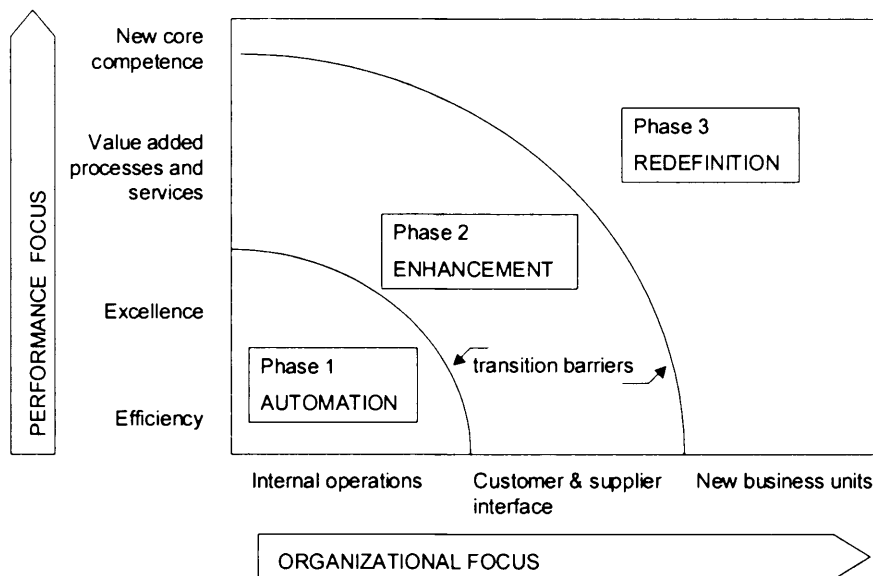 New core
competence
Value added
processes and
services
Excellence
Efficiency
PERFORMANCE FOCUS
Phase 3
REDEFINITION
Phase 2
ENHANCEMENT
Phase 1
AUTOMATION
transition barriers
Internal operations
Customer & supplier
interface
New business units
ORGANIZATIONAL FOCUS